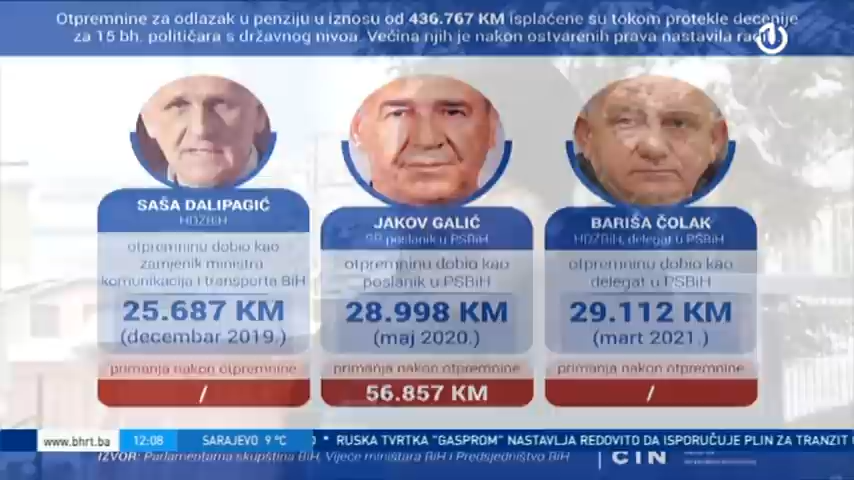 Otpremnine za odlazak u penziju u iznosu od 436.767 KM isplaćene su tokom protekle decenije
za 15 bh. političara s državnog nivoa. Većina njih je nakon ostvarenih prava nastavila
SAŠA DALIPAGIĆ
HDZBiH
otpremninu dobio kao
zamjenik ministra
komunikacija i transporta BiH
25.687 KM
(decembar 2019.)
primanja nakon otpremnine
/
JAKOV GALIĆ
poslanik u PSBiH
otpremninu dobio kao
poslanik u PSBiH
28.998 KM
(maj 2020.)
primanja nakon otpremnine
56.857 KM
BARIŠA ČOLAK
HDZBiH, delegat u PSBiH
otpremninu dobio kao
delegat u PSBiH
29.112 KM
(mart 2021.)
primanja nakon otpremnine
/
www.bhrt.ba 12:08 SARAJEVO 9 °C * RUSKA TVRTKA "GASPROM" NASTAVLJA REDOVITO DA ISPORUČUJE PLIN ZA TRANZIT
IZVOR: Parlamentarna skupština BiH, Vijeće ministara BiH i Predsjedništvo BiH
CIN